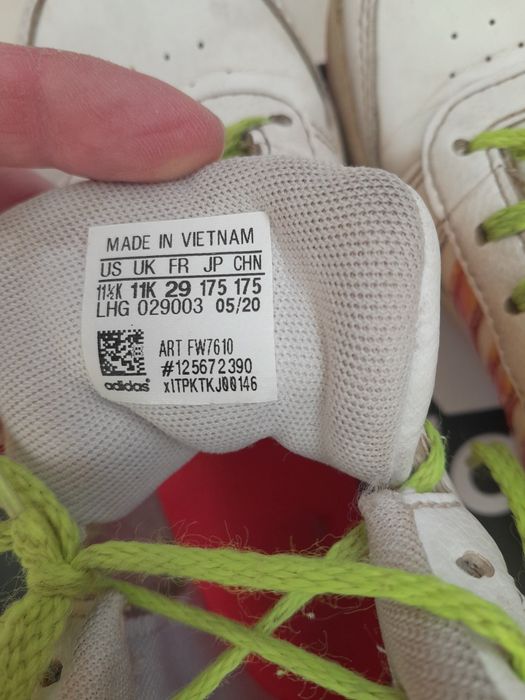 MADE IN VIETNAM
US UK FR JP CHN
11½K 11K 29 175 175
LHG 029003 05/20
ART FW7610
#125672390
adidas® xITPKTKJ00146